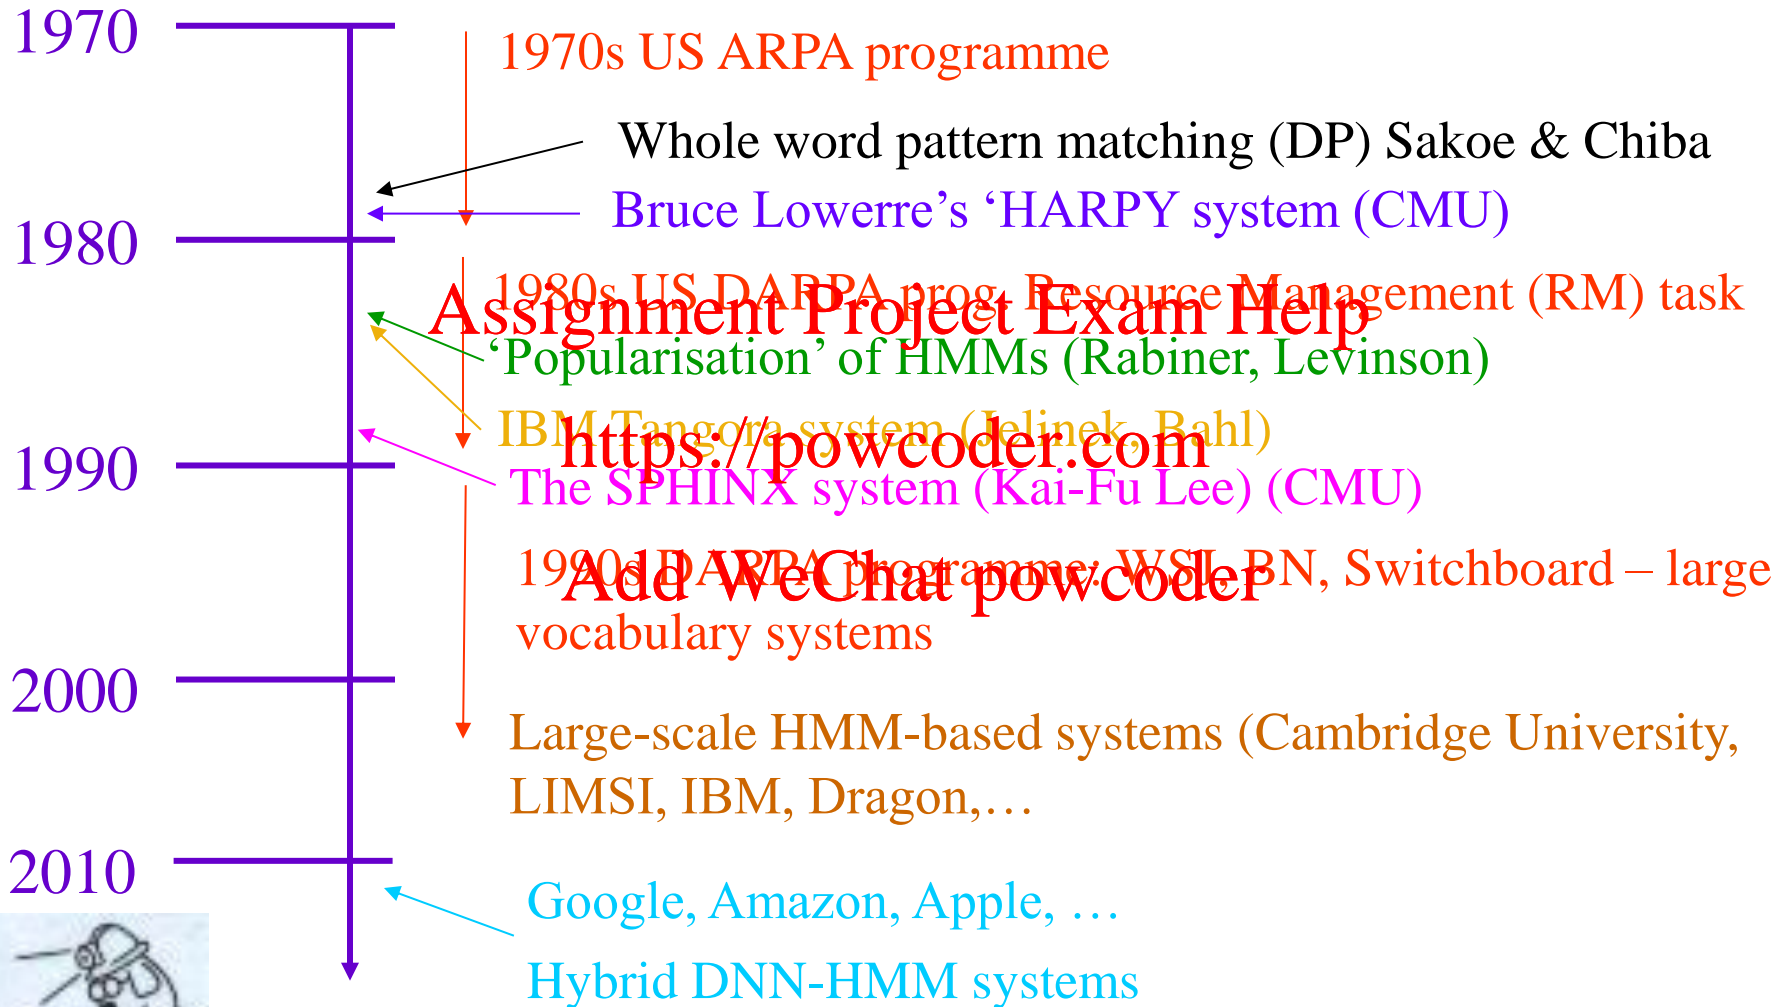 1970
1970s US ARPA programme
Whole word pattern matching (DP) Sakoe & Chiba
Bruce Lowerre’s ‘HARPY system (CMU)
1980
1980s US DARPA prog. Resource Management (RM) task
Assignment Project Exam Help
‘Popularisation’ of HMMs (Rabiner, Levinson)
IBM Tangora system (Jelinek, Bahl)
https://powcoder.com
1990
The SPHINX system (Kai-Fu Lee) (CMU)
1990s DARPA programme: WSJ, BN, Switchboard – large
Add WeChat powcoder
vocabulary systems
2000
Large-scale HMM-based systems (Cambridge University,
LIMSI, IBM, Dragon,…
2010
Google, Amazon, Apple, …
Hybrid DNN-HMM systems